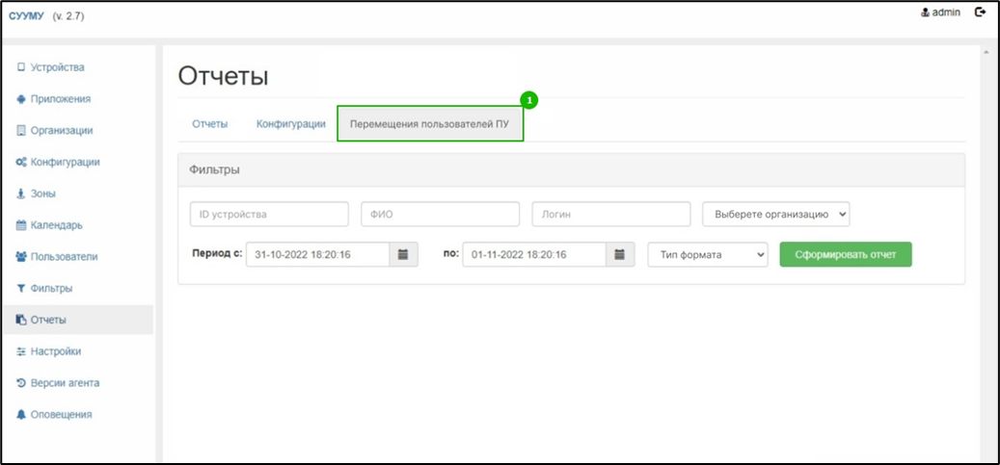 СУУМУ (v. 2.7)
admin
Устройства
Приложения
Организации
Конфигурации
Зоны
Календарь
Пользователи
Фильтры
Отчеты
Настройки
Версии агента
Оповещения
Отчеты
1
Отчеты Конфигурации Перемещения пользователей ПУ
Фильтры
ID устройства ФИО Логин Выберете организацию
Период с: 31-10-2022 18:20:16 по: 01-11-2022 18:20:16 Тип формата Сформировать отчет